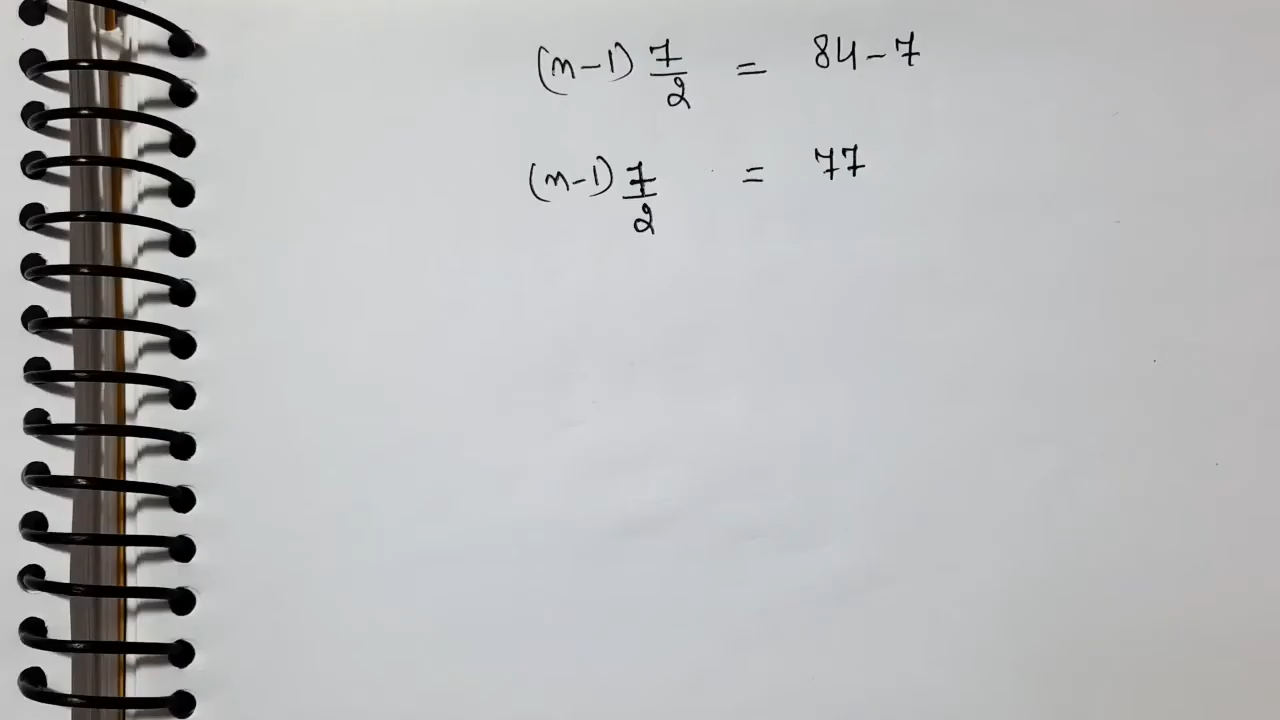 (n-1) 7/2 = 84-7
(n-1) 7/2 = 77